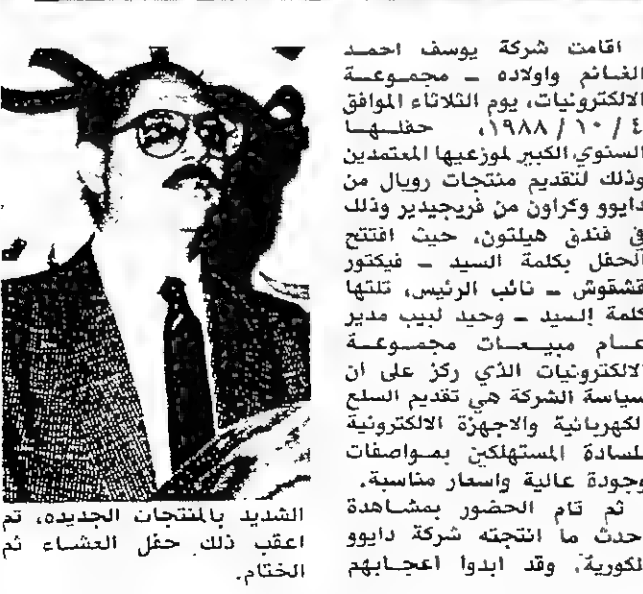 اقامت شركة يوسف احمد
الغانم واولاده – مجموعة
الالكترونيات، يوم الثلاثاء الموافق
٤ / ١٠ / ١٩٨٨، حفلها
السنوي الكبير لموزعيها المعتمدين
وذلك لتقديم منتجات رويال من
دايوو وكراون من فريجيدير وذلك
في فندق هيلتون، حيث افتتح
الحفل بكلمة السيد – فيكتور
قشقوش – نائب الرئيس، تلتها
كلمة السيد – وحيد لبيب مدير
عام مبيعات مجموعة
الالكترونيات الذي ركز على ان
سياسة الشركة هي تقديم السلع
لكهربائية والاجهزة الالكترونية
للسادة المستهلكين بمواصفات
وجودة عالية واسعار مناسبة.
ثم تام الحضور بمشاهدة
حدث ما انتجته شركة دايوو
لكورية، وقد ابدوا اعجابهم
الشديد بالمنتجات الجديده، تم
اعقب ذلك حفل العشاء ثم
الختام.